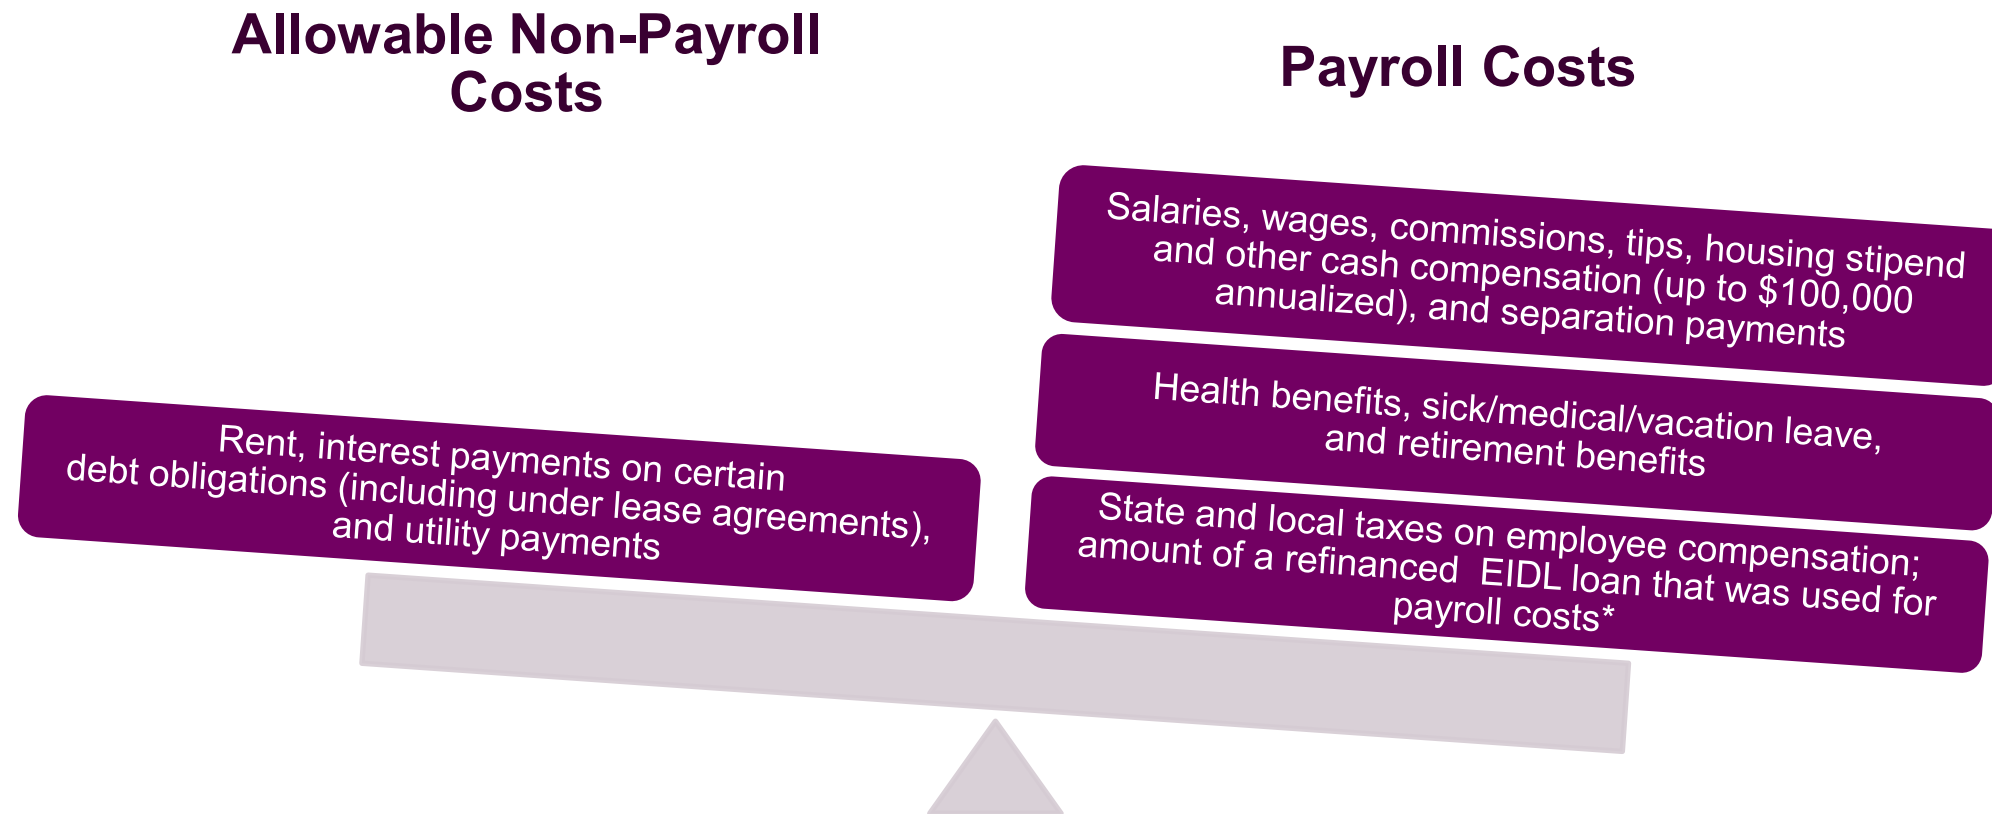 Allowable Non-Payroll
Costs
Rent, interest payments on certain
debt obligations (including under lease agreements),
and utility payments
Payroll Costs
Salaries, wages, commissions, tips, housing stipend
and other cash compensation (up to $100,000
annualized), and separation payments
Health benefits, sick/medical/vacation leave,
and retirement benefits
State and local taxes on employee compensation;
amount of a refinanced  EIDL loan that was used for
payroll costs*